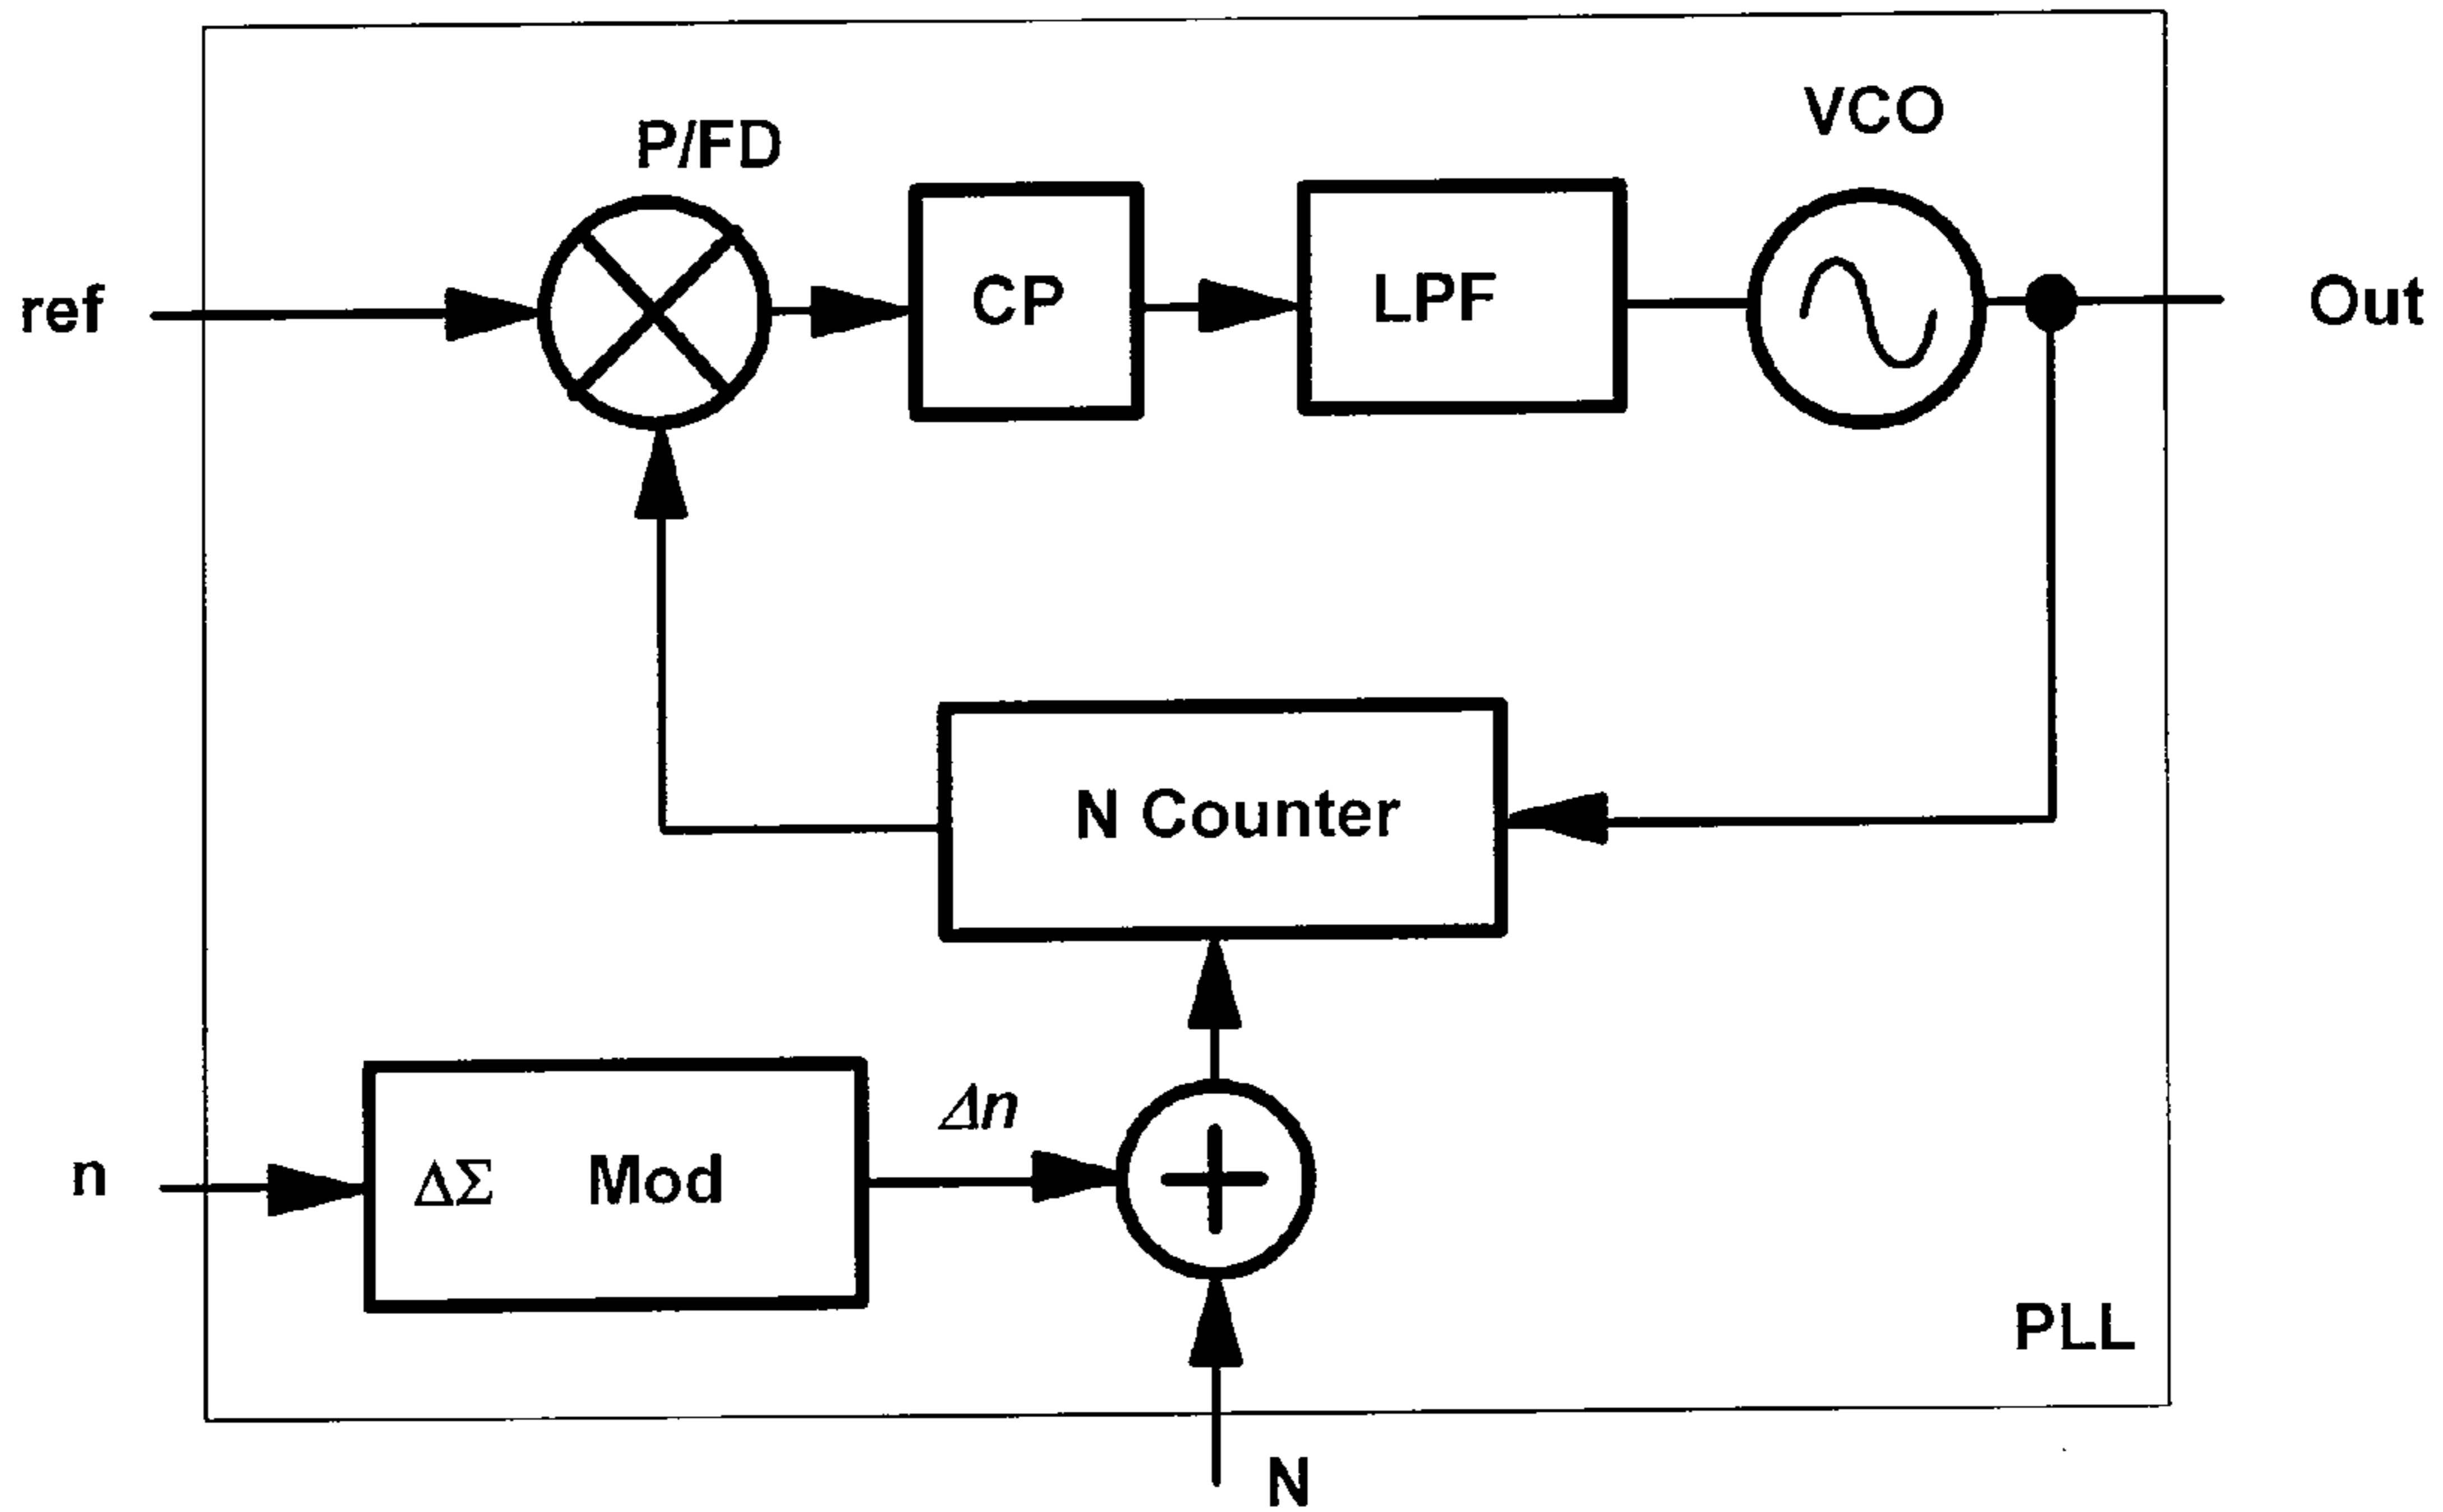 VCO
P/FD
ref
CP
LPF
Out
N Counter
Δn
n
ΔΣ Mod
PLL
N